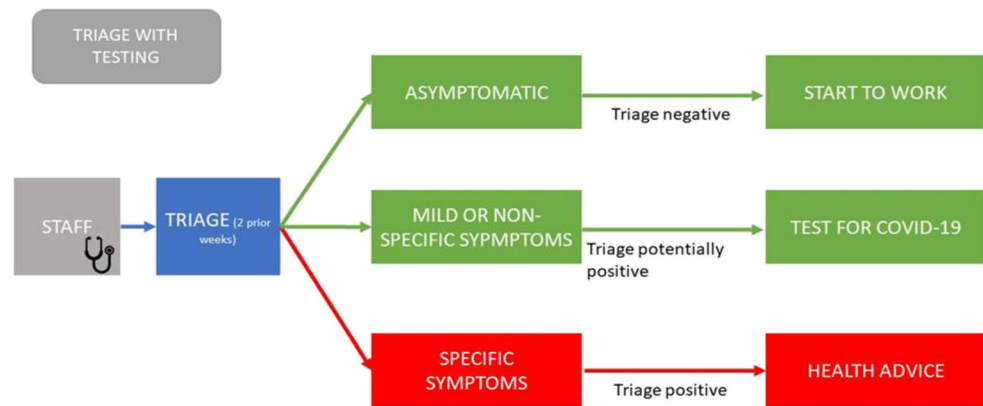 TRIAGE WITH
TESTING
ASYMPTOMATIC
Triage negative
START TO WORK
STAFF
TRIAGE (2 prior
weeks)
MILD OR NON-
SPECIFIC SYPMPTOMS
Triage potentially
positive
TEST FOR COVID-19
SPECIFIC
SYMPTOMS
Triage positive
HEALTH ADVICE